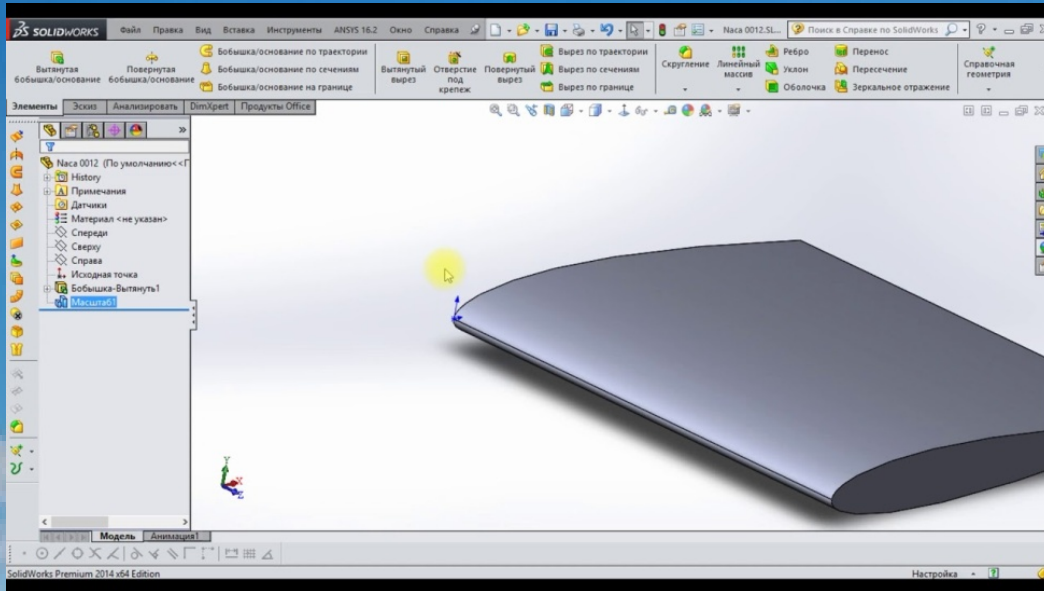 SOLIDWORKS Файл Правка Вид Вставка Инструменты ANSYS 16.2 Окно Справка Naca 0012.SL... Поиск в Справке по SolidWorks
Вытянутая бобышка/основание
Повернутая бобышка/основание
Бобышка/основание по траектории
Бобышка/основание по сечениям
Бобышка/основание на границе
Вытянутый вырез
Отверстие под крепеж
Повернутый вырез
Вырез по траектории
Вырез по сечениям
Вырез по границе
Скругление
Линейный массив
Ребро
Уклон
Оболочка
Перенос
Пересечение
Зеркальное отражение
Справочная геометрия
Элементы Эскиз Анализировать DimXpert Продукты Office
Naca 0012 (По умолчанию<<Г
History
Примечания
Датчики
Материал <не указан>
Спереди
Сверху
Справа
Исходная точка
Бобышка-Вытянуть1
Масштаб1
Y
X
Z
Модель Анимация1
SolidWorks Premium 2014 x64 Edition Настройка